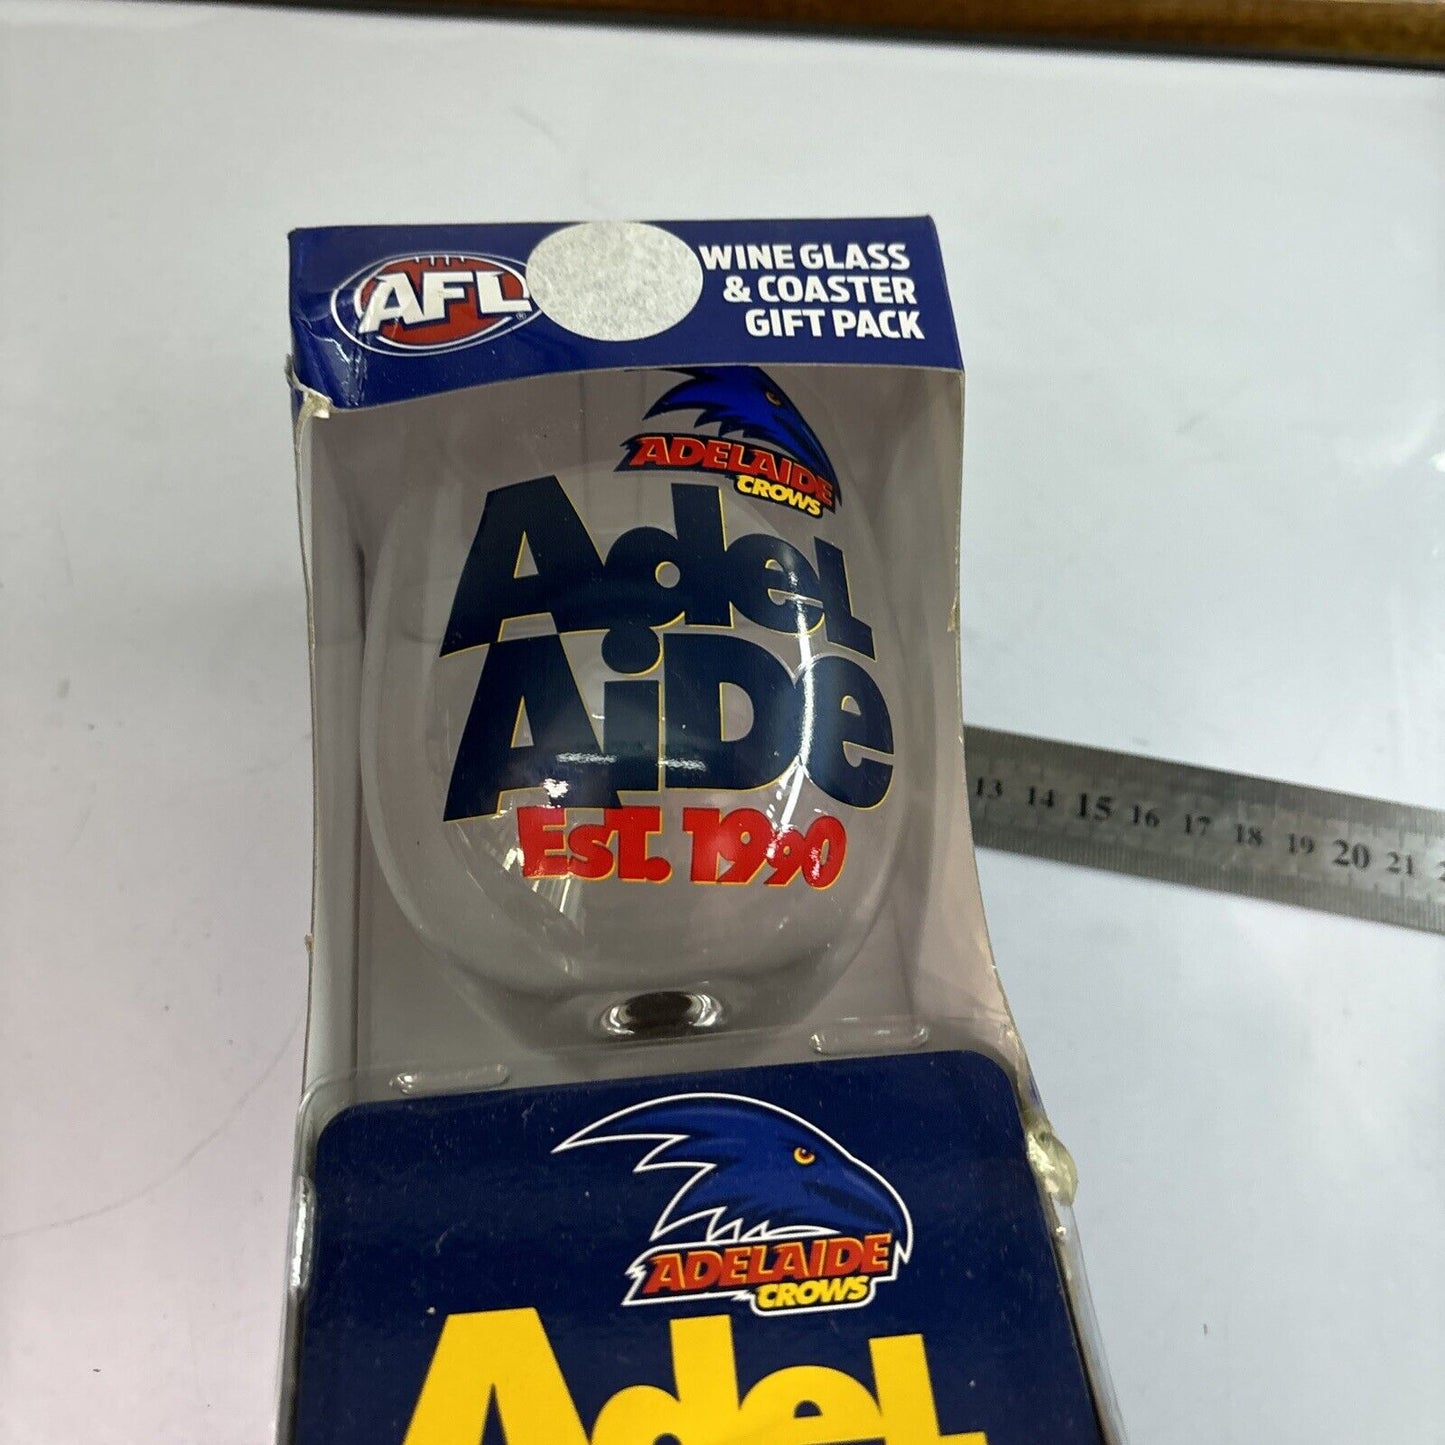 AFL
®
WINE GLASS
& COASTER
GIFT PACK
ADELAIDE
CROWS
AdeL
AiDe
EST. 1990
13 14 15 16 17 18 19 20 21
ADELAIDE
CROWS
AdeL